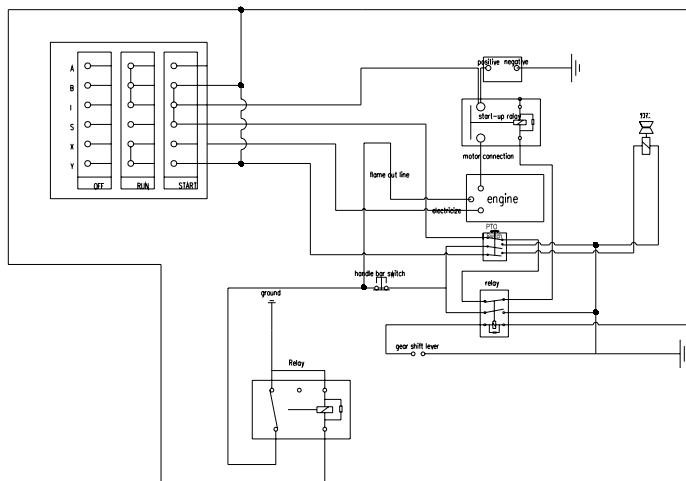 positive negative
A
B
I
S
X
Y
OFF RUN START
start-up ralay
motor connection
flame out line
engine
electricize
PTO
handle bar switch
ground
relay
gear shift lever
Relay